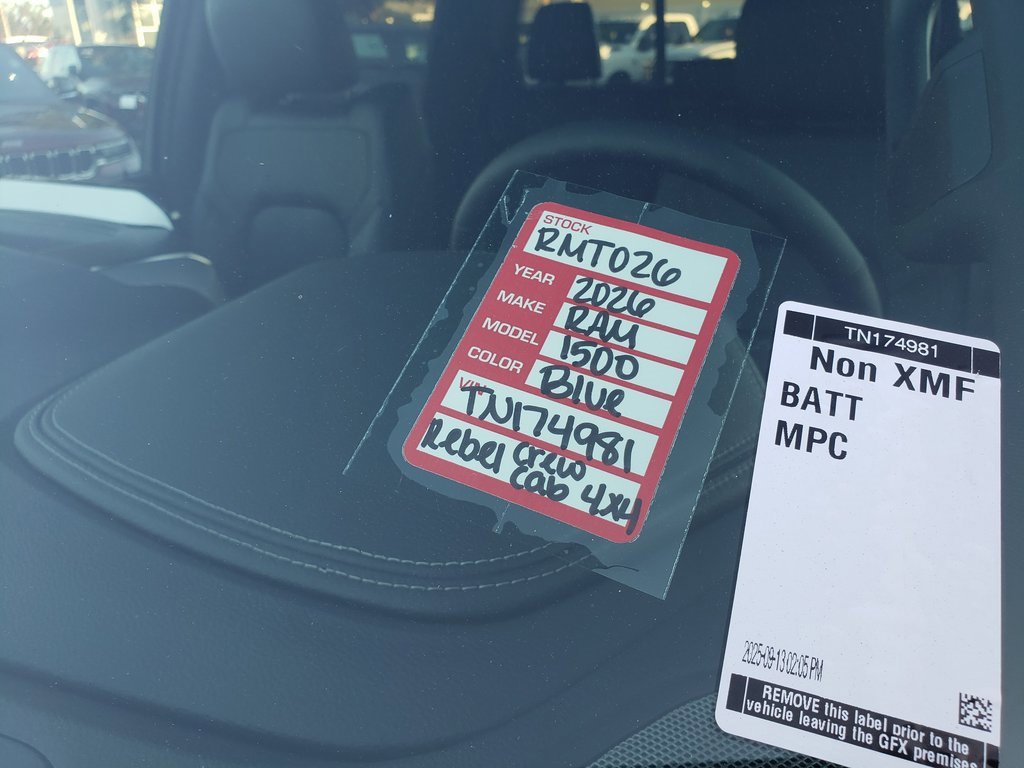 STOCK
RMT026
YEAR 2026
MAKE RAM
MODEL 1500
COLOR Blue
VIN
TN174981
Rebel Crew
Cab 4x4
TN174981
Non XMF
BATT
MPC
2025-09-13 02:05 PM
REMOVE this label prior to the
vehicle leaving the GFX premises